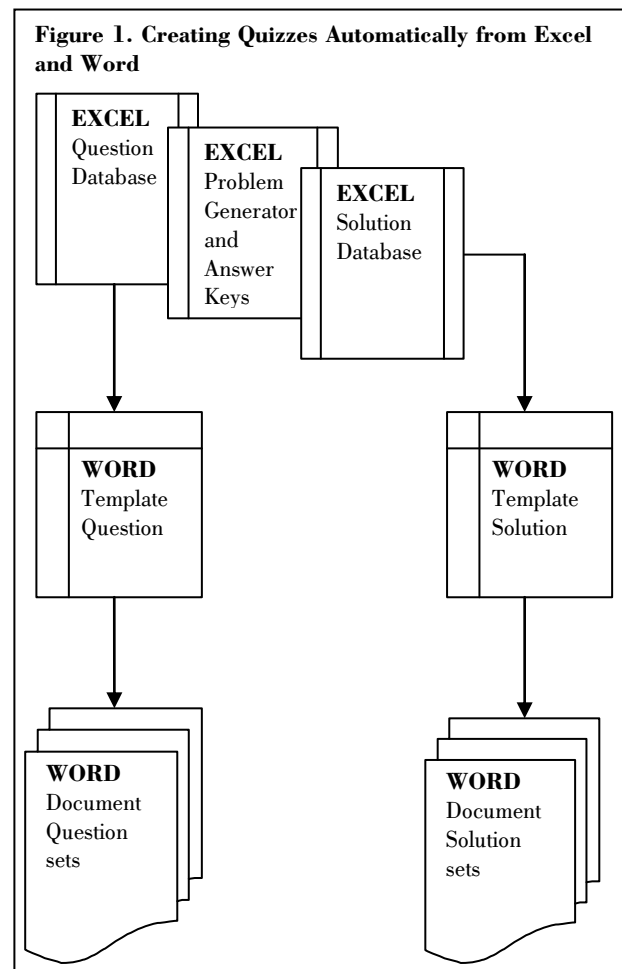 Figure 1. Creating Quizzes Automatically from Excel
and Word
EXCEL
Question
Database
EXCEL
Problem
Generator
and
Answer
Keys
EXCEL
Solution
Database
WORD
Template
Question
WORD
Template
Solution
WORD
Document
Question
sets
WORD
Document
Solution
sets